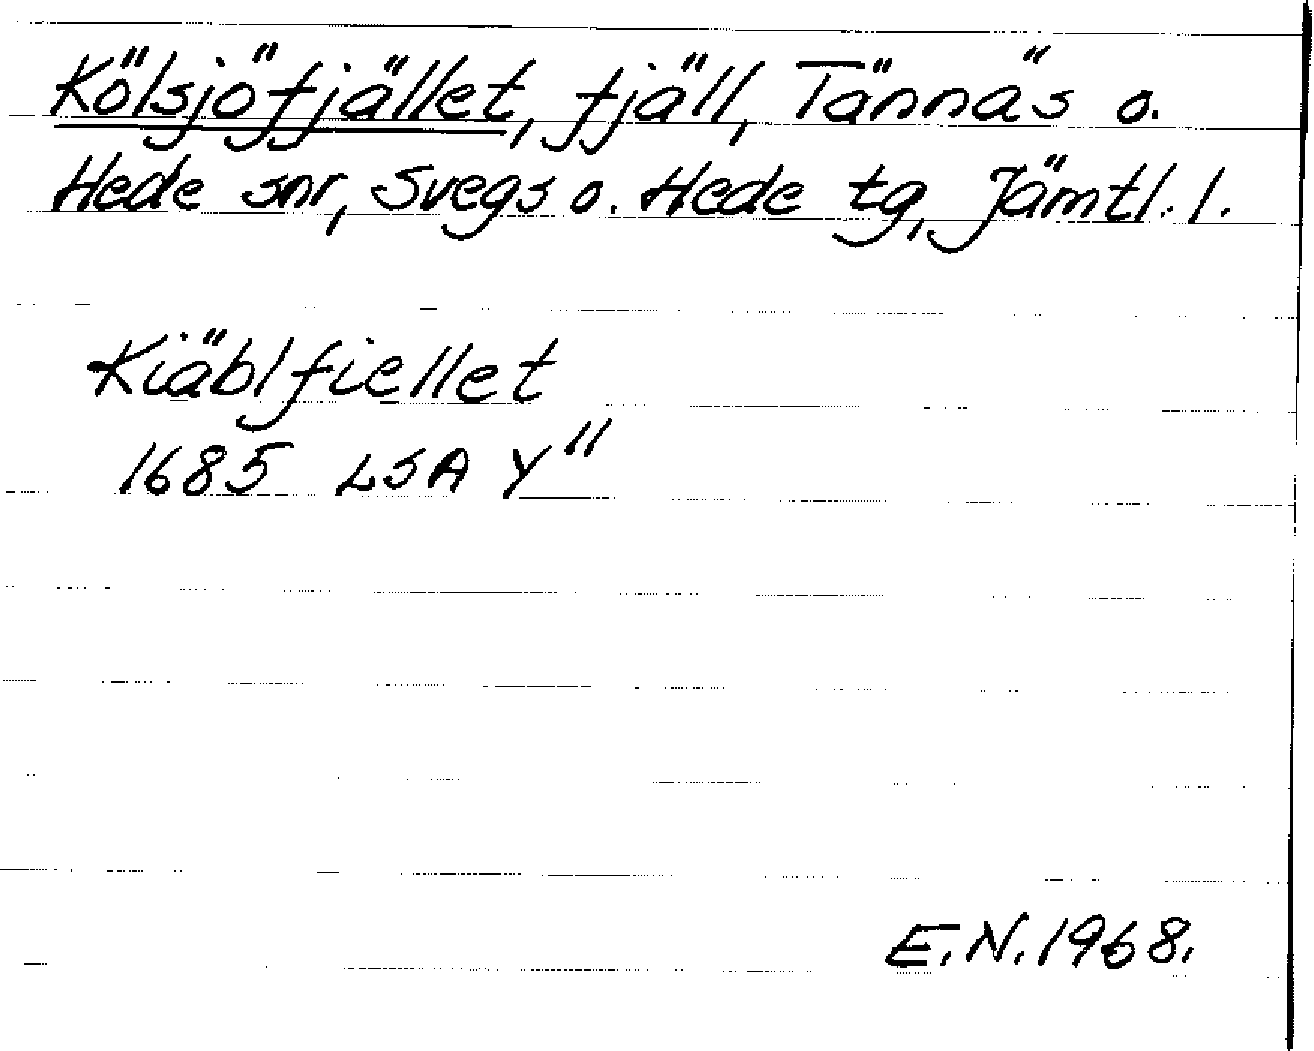 Kölsjöfjället, fjäll, Tännäs o.
Hede snr, Svegs o. Hede tg, Jämtl. l.
Kiäblfiellet
1685 LSA Y"
E.N. 1968.